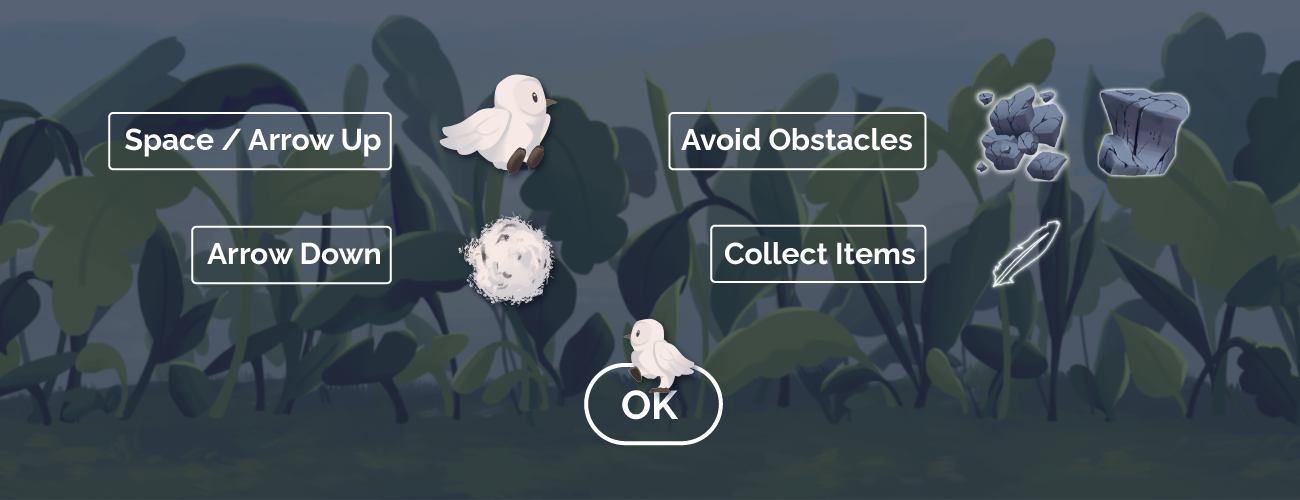 Space / Arrow Up
Avoid Obstacles
Arrow Down
Collect Items
OK